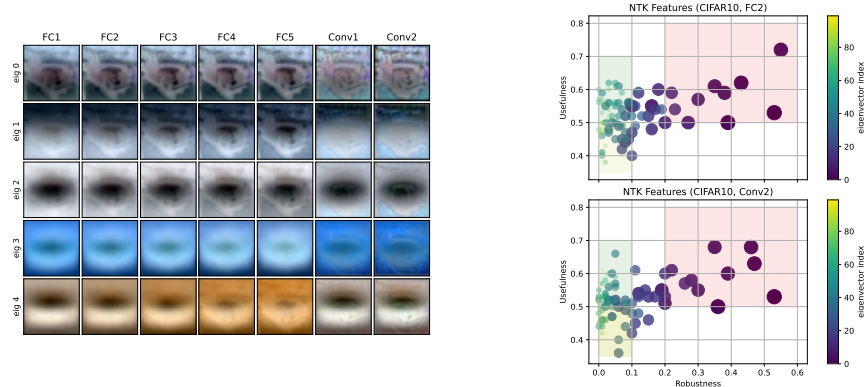 FC1 FC2 FC3 FC4 FC5 Conv1 Conv2
eig 0
eig 1
eig 2
eig 3
eig 4
NTK Features (CIFAR10, FC2)
Usefulness
0.8
0.7
0.6
0.5
0.4
80
60
40
20
0
eigenvector index
NTK Features (CIFAR10, Conv2)
Usefulness
0.8
0.7
0.6
0.5
0.4
0.0 0.1 0.2 0.3 0.4 0.5 0.6
Robustness
80
60
40
20
0
eigenvector index